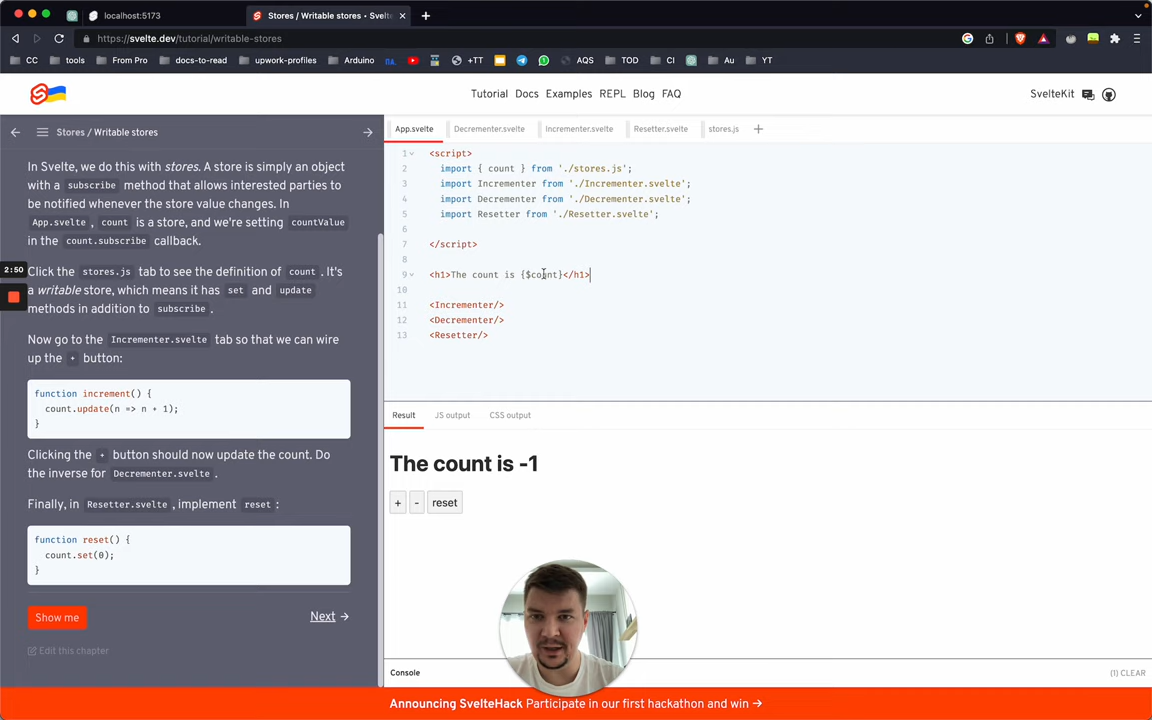 localhost:5173
Stores / Writable stores • Svelte
https://svelte.dev/tutorial/writable-stores
CC
tools
From Pro
docs-to-read
upwork-profiles
Arduino
+TT
AQS
TOD
CI
Au
YT
Tutorial Docs Examples REPL Blog FAQ
SvelteKit
Stores / Writable stores
In Svelte, we do this with stores. A store is simply an object
with a subscribe method that allows interested parties to
be notified whenever the store value changes. In
App.svelte, count is a store, and we're setting countValue
in the count.subscribe callback.
2:50
Click the stores.js tab to see the definition of count. It's
a writable store, which means it has set and update
methods in addition to subscribe.
Now go to the Incrementer.svelte tab so that we can wire
up the + button:
function increment() {
count.update(n => n + 1);
}
Clicking the + button should now update the count. Do
the inverse for Decrementer.svelte.
Finally, in Resetter.svelte, implement reset:
function reset() {
count.set(0);
}
Show me
Next →
Edit this chapter
App.svelte Decrementer.svelte Incrementer.svelte Resetter.svelte stores.js +
1 <script>
2 import { count } from './stores.js';
3 import Incrementer from './Incrementer.svelte';
4 import Decrementer from './Decrementer.svelte';
5 import Resetter from './Resetter.svelte';
6
7 </script>
8
9 <h1>The count is {$count}</h1>
10
11 <Incrementer/>
12 <Decrementer/>
13 <Resetter/>
Result JS output CSS output
The count is -1
+ - reset
Console
(1) CLEAR
Announcing SvelteHack Participate in our first hackathon and win →